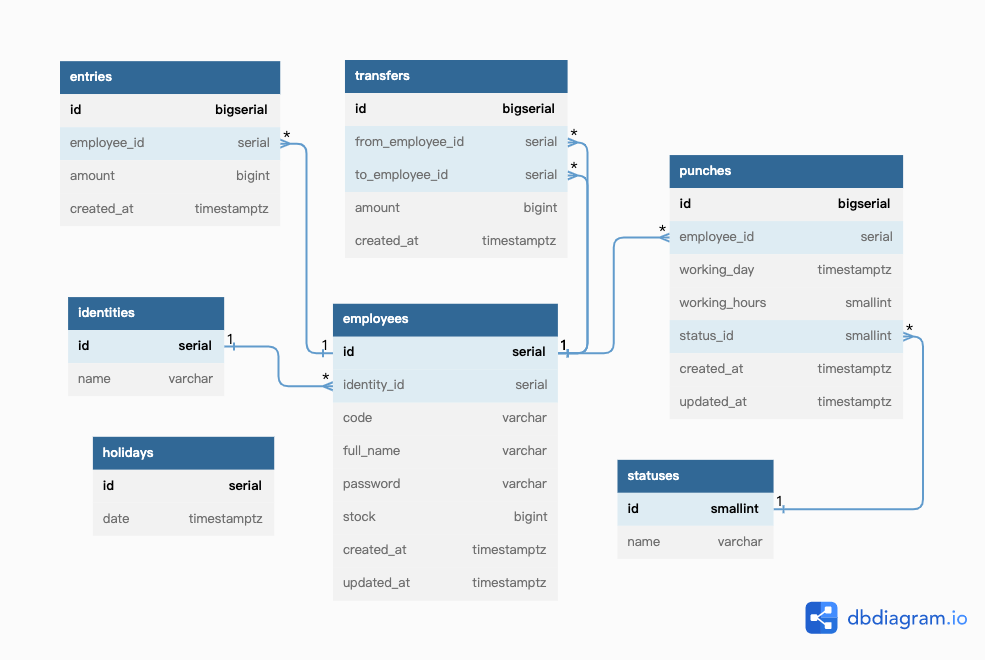 entries
id bigserial
employee_id serial
amount bigint
created_at timestamptz
transfers
id bigserial
from_employee_id serial
to_employee_id serial
amount bigint
created_at timestamptz
punches
id bigserial
employee_id serial
working_day timestamptz
working_hours smallint
status_id smallint
created_at timestamptz
updated_at timestamptz
identities
id serial
name varchar
employees
id serial
identity_id serial
code varchar
full_name varchar
password varchar
stock bigint
created_at timestamptz
updated_at timestamptz
holidays
id serial
date timestamptz
statuses
id smallint
name varchar
*
*
*
*
*
*
1
1
1
1
dbdiagram.io